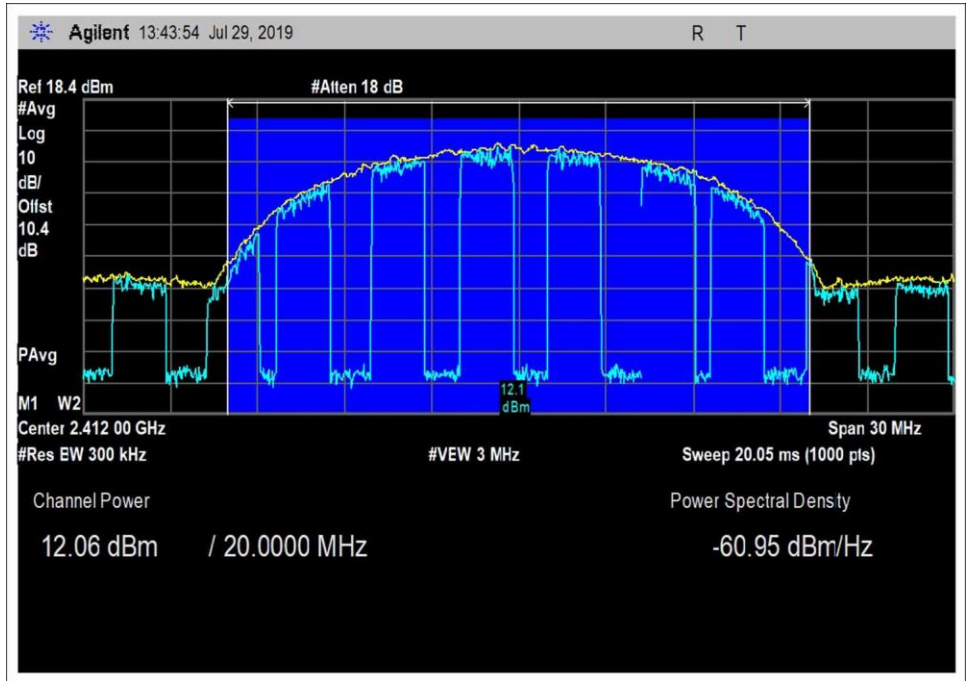 Agilent 13:43:54 Jul 29, 2019 R T
Ref 18.4 dBm #Atten 18 dB
#Avg
Log
10
dB/
Offst
10.4
dB
PAvg
12.1
dBm
M1 W2
Center 2.412 00 GHz Span 30 MHz
#Res BW 300 kHz #VBW 3 MHz Sweep 20.05 ms (1000 pts)
Channel Power Power Spectral Density
12.06 dBm / 20.0000 MHz -60.95 dBm/Hz